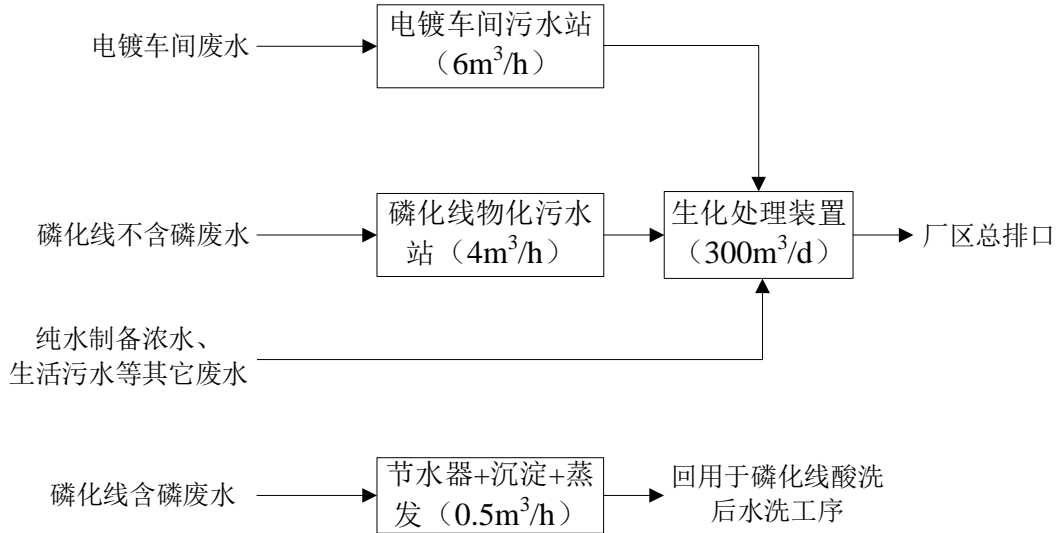 电镀车间废水
电镀车间污水站
（6m³/h）
磷化线不含磷废水
磷化线物化污水
站（4m³/h）
生化处理装置
（300m³/d）
厂区总排口
纯水制备浓水、
生活污水等其它废水
磷化线含磷废水
节水器+沉淀+蒸
发（0.5m³/h）
回用于磷化线酸洗
后水洗工序